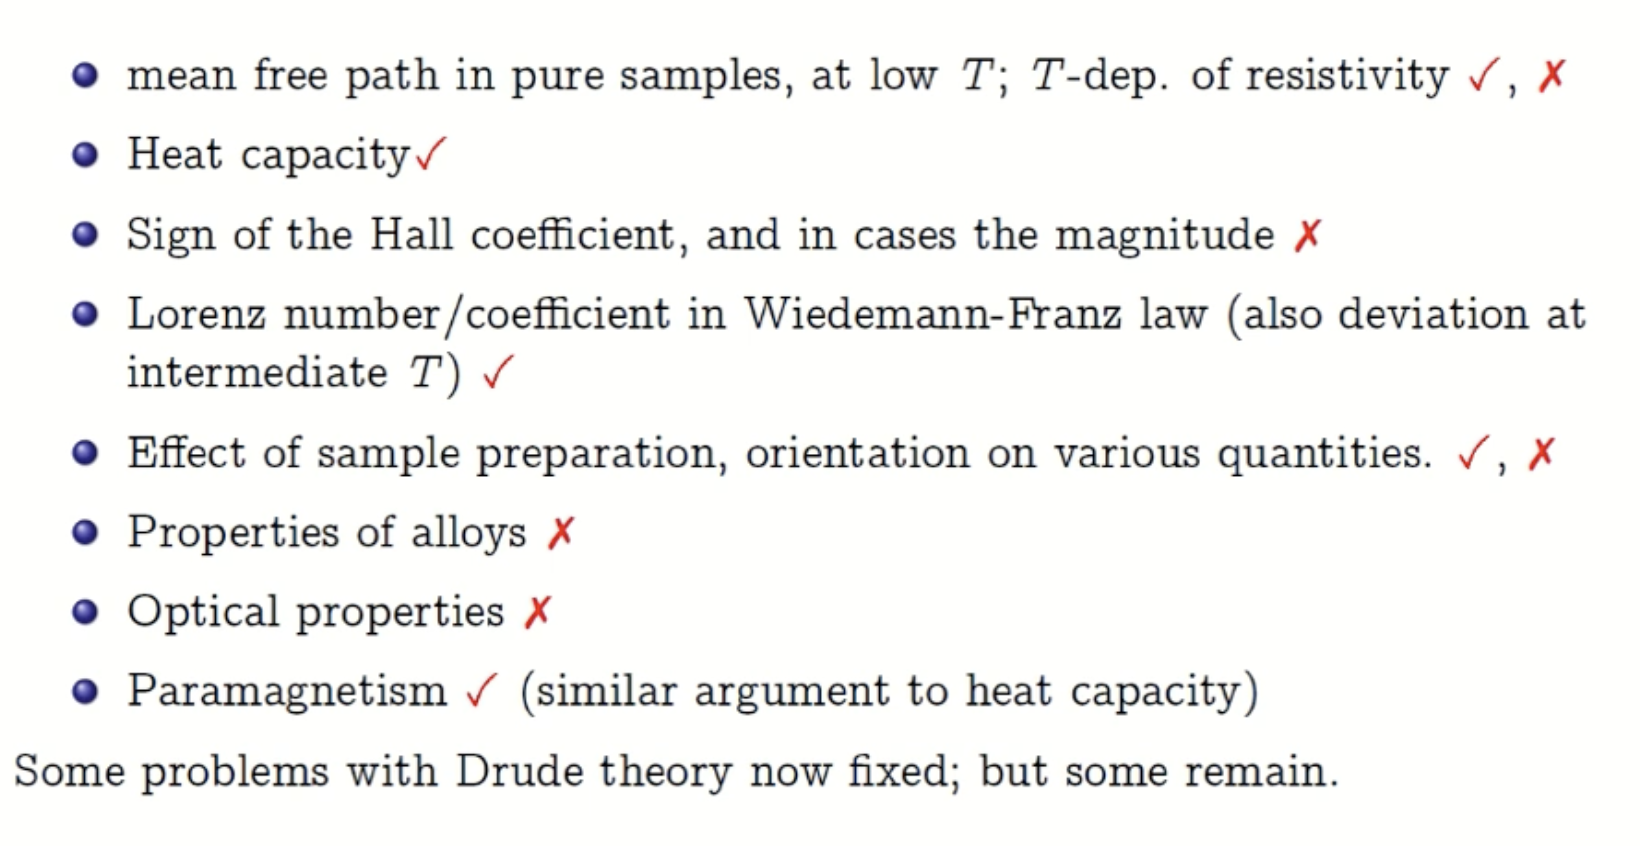 • mean free path in pure samples, at low T; T-dep. of resistivity ✓, ✗
• Heat capacity✓
• Sign of the Hall coefficient, and in cases the magnitude ✗
• Lorenz number/coefficient in Wiedemann-Franz law (also deviation at
intermediate T) ✓
• Effect of sample preparation, orientation on various quantities. ✓, ✗
• Properties of alloys ✗
• Optical properties ✗
• Paramagnetism ✓ (similar argument to heat capacity)
Some problems with Drude theory now fixed; but some remain.